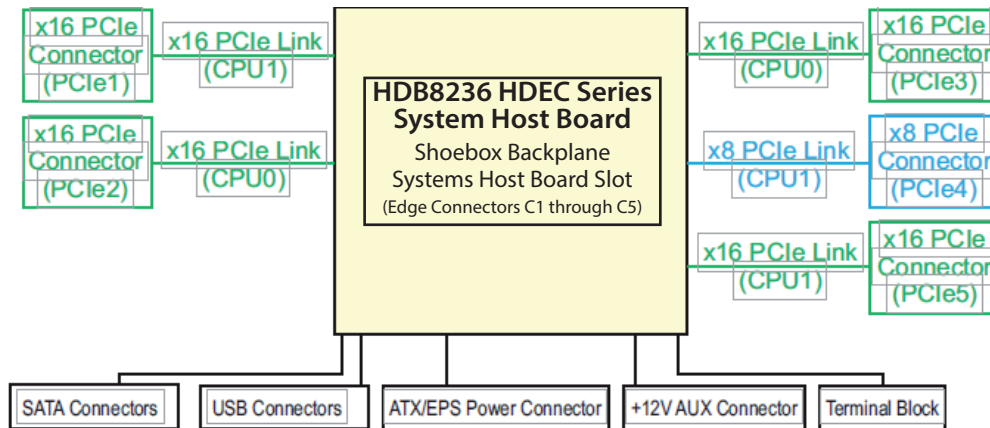 x16 PCIe
Connector
(PCIe1)
x16 PCIe Link
(CPU1)
x16 PCIe
Connector
(PCIe2)
x16 PCIe Link
(CPU0)
HDB8236 HDEC Series
System Host Board
Shoebox Backplane
Systems Host Board Slot
(Edge Connectors C1 through C5)
x16 PCIe Link
(CPU0)
x16 PCIe
Connector
(PCIe3)
x8 PCIe Link
(CPU1)
x8 PCIe
Connector
(PCIe4)
x16 PCIe Link
(CPU1)
x16 PCIe
Connector
(PCIe5)
SATA Connectors
USB Connectors
ATX/EPS Power Connector
+12V AUX Connector
Terminal Block